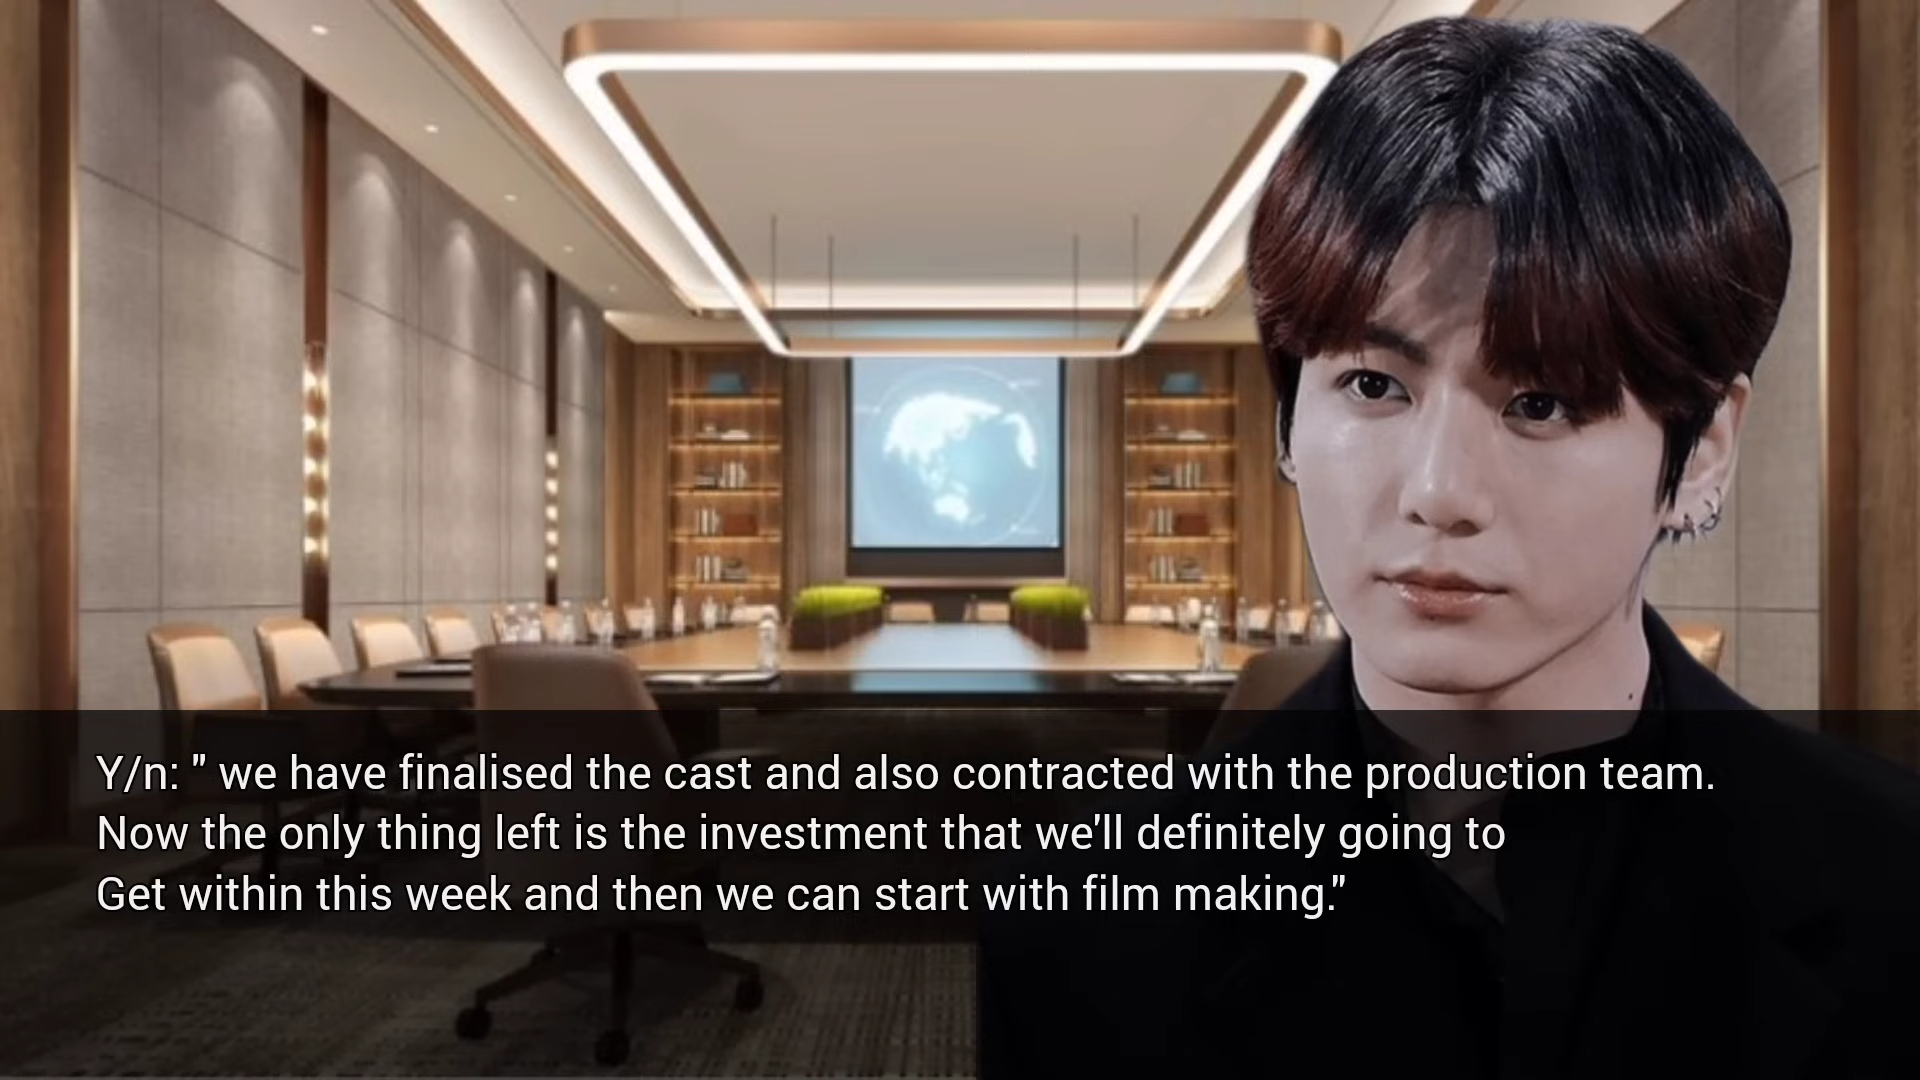 Y/n: " we have finalised the cast and also contracted with the production team.
Now the only thing left is the investment that we'll definitely going to
Get within this week and then we can start with film making."